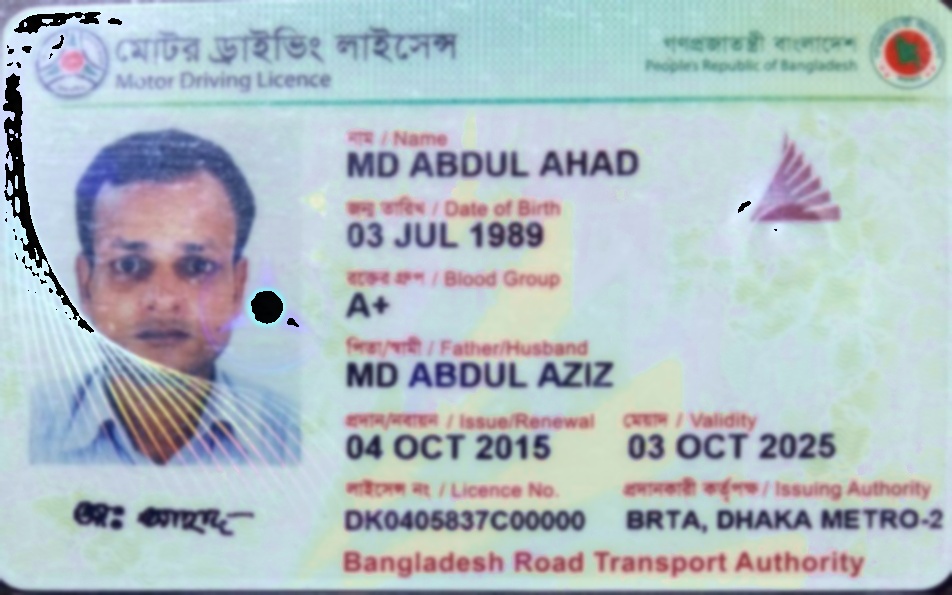 মোটর ড্রাইভিং লাইসেন্স
Motor Driving Licence
গণপ্রজাতন্ত্রী বাংলাদেশ
People's Republic of Bangladesh
নাম / Name
MD ABDUL AHAD
জন্ম তারিখ / Date of Birth
03 JUL 1989
রক্তের গ্রুপ / Blood Group
A+
পিতা/স্বামী / Father/Husband
MD ABDUL AZIZ
প্রদান/নবায়ন / Issue/Renewal
04 OCT 2015
মেয়াদ / Validity
03 OCT 2025
লাইসেন্স নং / Licence No.
DK0405837C00000
প্রদানকারী কর্তৃপক্ষ / Issuing Authority
BRTA, DHAKA METRO-2
মোঃ আহাদ
Bangladesh Road Transport Authority